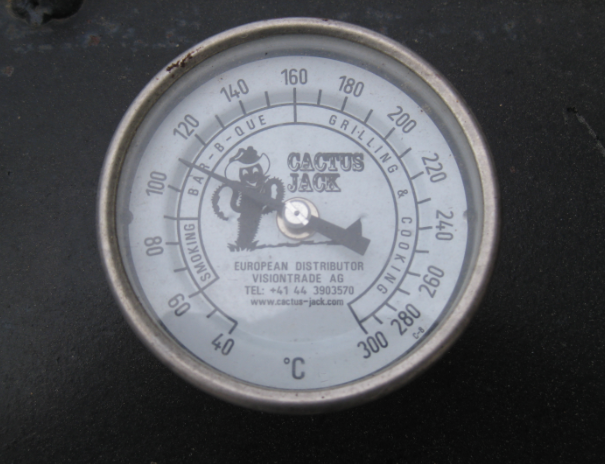 40
60
80
100
120
140
160
180
200
220
240
260
280
300
SMOKING
BAR-B-QUE
GRILLING & COOKING
CACTUS
JACK
EUROPEAN DISTRIBUTOR
VISIONTRADE AG
TEL: +41 44 3903570
www.cactus-jack.com
°C